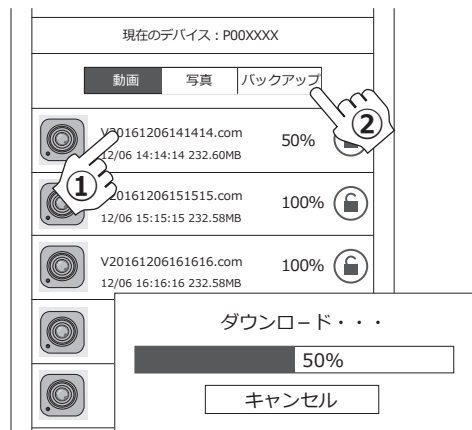 現在のデバイス：P00XXXX
動画 写真 バックアップ
V20161206141414.com 50%
12/06 14:14:14 232.60MB
②
①
V20161206151515.com 100%
12/06 15:15:15 232.58MB
V20161206161616.com 100%
12/06 16:16:16 232.58MB
ダウンロード・・・
50%
キャンセル